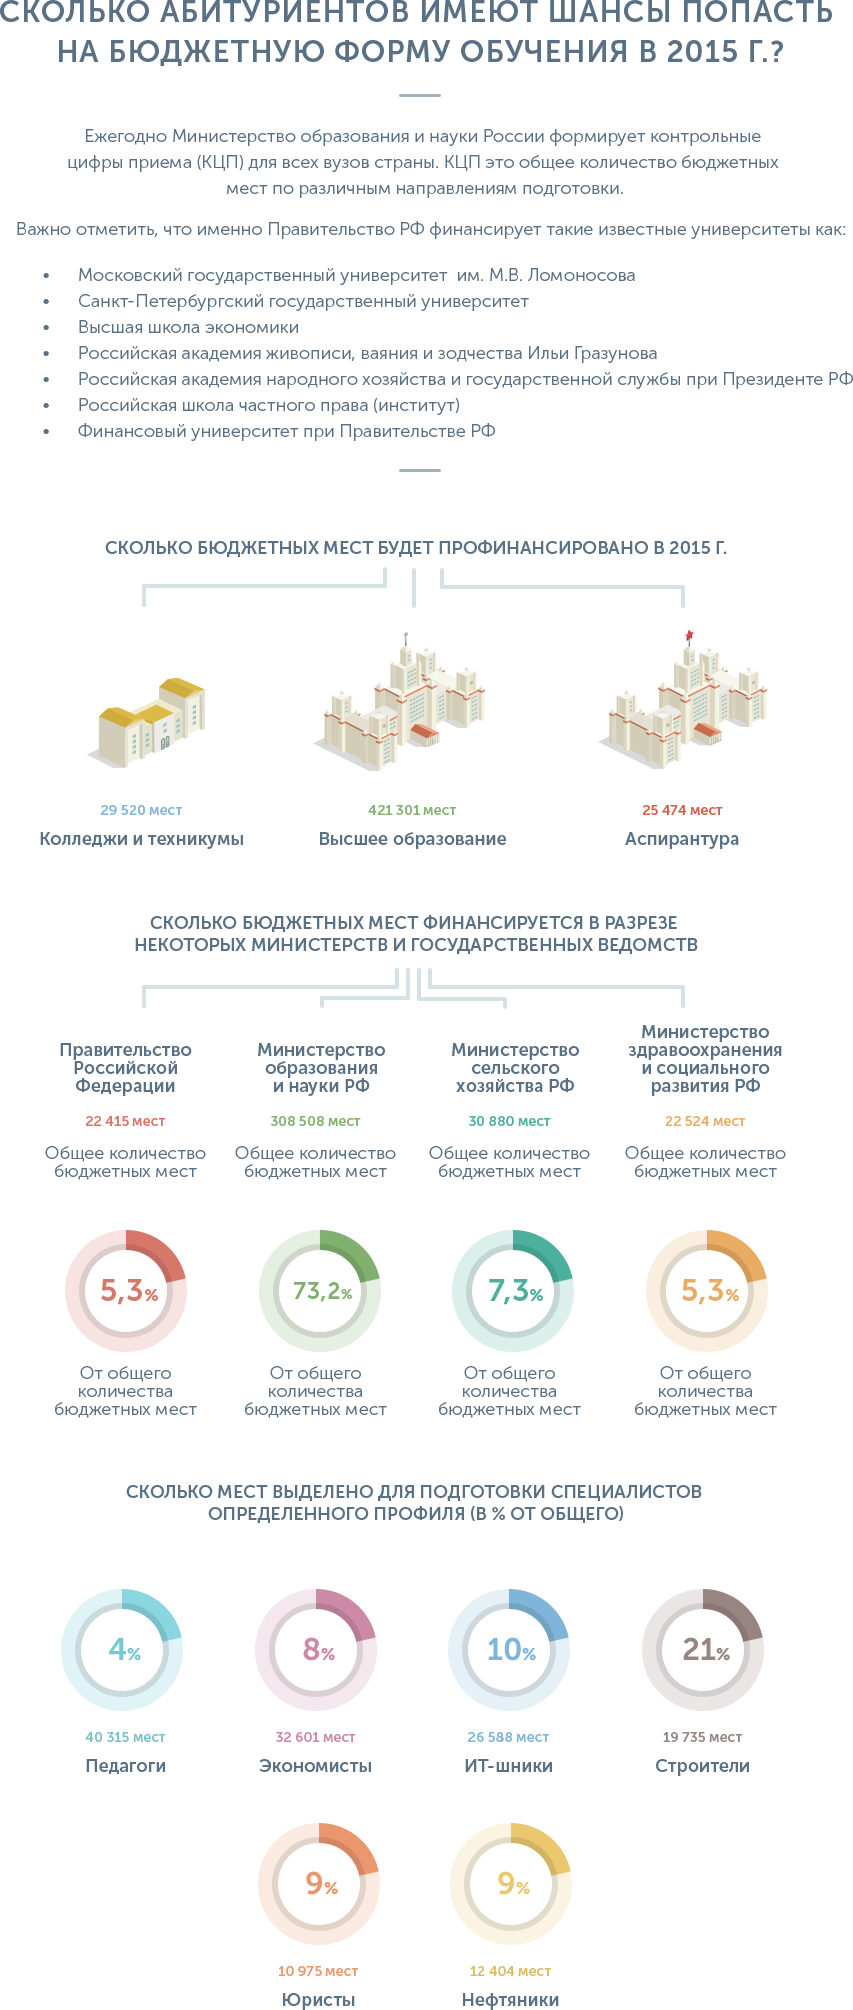 СКОЛЬКО АБИТУРИЕНТОВ ИМЕЮТ ШАНСЫ ПОПАСТЬ
НА БЮДЖЕТНУЮ ФОРМУ ОБУЧЕНИЯ В 2015 Г.?
Ежегодно Министерство образования и науки России формирует контрольные
цифры приема (КЦП) для всех вузов страны. КЦП это общее количество бюджетных
мест по различным направлениям подготовки.
Важно отметить, что именно Правительство РФ финансирует такие известные университеты как:
• Московский государственный университет им. М.В. Ломоносова
• Санкт-Петербургский государственный университет
• Высшая школа экономики
• Российская академия живописи, ваяния и зодчества Ильи Гразунова
• Российская академия народного хозяйства и государственной службы при Президенте РФ
• Российская школа частного права (институт)
• Финансовый университет при Правительстве РФ
СКОЛЬКО БЮДЖЕТНЫХ МЕСТ БУДЕТ ПРОФИНАНСИРОВАНО В 2015 Г.
29 520 мест
Колледжи и техникумы
421 301 мест
Высшее образование
25 474 мест
Аспирантура
СКОЛЬКО БЮДЖЕТНЫХ МЕСТ ФИНАНСИРУЕТСЯ В РАЗРЕЗЕ
НЕКОТОРЫХ МИНИСТЕРСТВ И ГОСУДАРСТВЕННЫХ ВЕДОМСТВ
Правительство
Российской
Федерации
22 415 мест
Общее количество
бюджетных мест
5,3%
От общего
количества
бюджетных мест
Министерство
образования
и науки РФ
308 508 мест
Общее количество
бюджетных мест
73,2%
От общего
количества
бюджетных мест
Министерство
сельского
хозяйства РФ
30 880 мест
Общее количество
бюджетных мест
7,3%
От общего
количества
бюджетных мест
Министерство
здравоохранения
и социального
развития РФ
22 524 мест
Общее количество
бюджетных мест
5,3%
От общего
количества
бюджетных мест
СКОЛЬКО МЕСТ ВЫДЕЛЕНО ДЛЯ ПОДГОТОВКИ СПЕЦИАЛИСТОВ
ОПРЕДЕЛЕННОГО ПРОФИЛЯ (В % ОТ ОБЩЕГО)
4%
40 315 мест
Педагоги
8%
32 601 мест
Экономисты
10%
26 588 мест
ИТ-шники
21%
19 735 мест
Строители
9%
10 975 мест
Юристы
9%
12 404 мест
Нефтяники